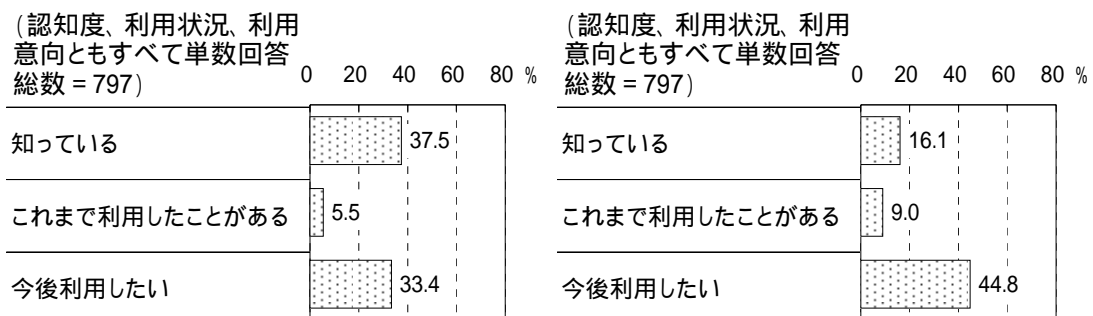 (認知度、利用状況、利用
意向ともすべて単数回答
総数 = 797)
0 20 40 60 80 %
知っている 37.5
これまで利用したことがある 5.5
今後利用したい 33.4
(認知度、利用状況、利用
意向ともすべて単数回答
総数 = 797)
0 20 40 60 80 %
知っている 16.1
これまで利用したことがある 9.0
今後利用したい 44.8